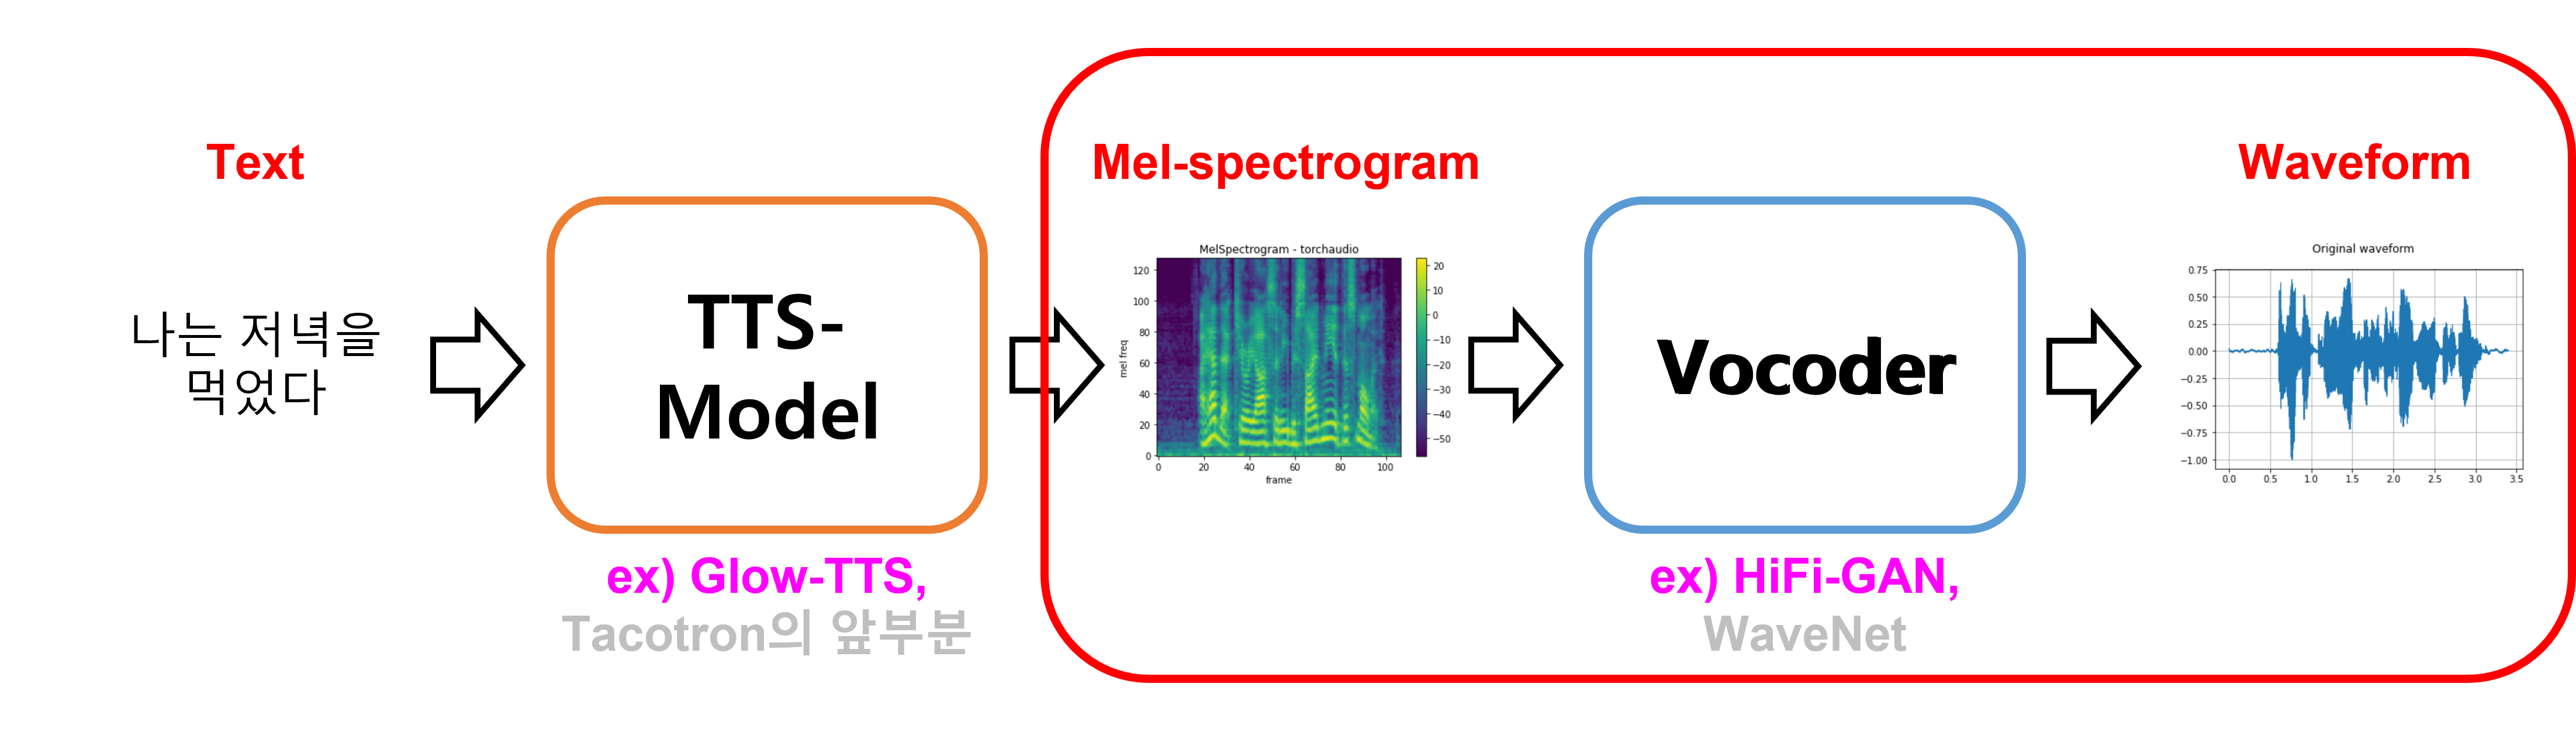 Text
나는 저녁을
먹었다
TTS-
Model
ex) Glow-TTS,
Tacotron의 앞부분
Mel-spectrogram
MelSpectrogram - torchaudio
mel freq
120
100
80
60
40
20
0
0 20 40 60 80 100
frame
20
10
0
−10
−20
−30
−40
−50
Vocoder
ex) HiFi-GAN,
WaveNet
Waveform
Original waveform
0.75
0.50
0.25
0.00
−0.25
−0.50
−0.75
−1.00
0.0 0.5 1.0 1.5 2.0 2.5 3.0 3.5